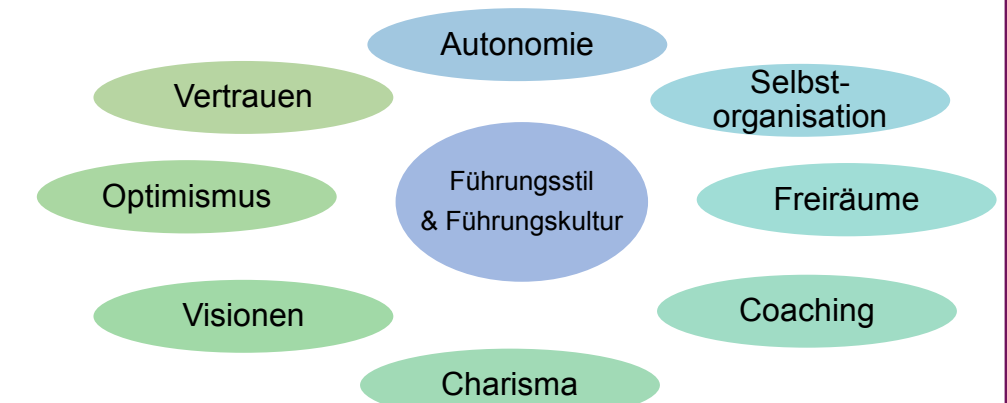 Autonomie
Vertrauen
Selbst-
organisation
Optimismus
Führungsstil
& Führungskultur
Freiräume
Visionen
Coaching
Charisma